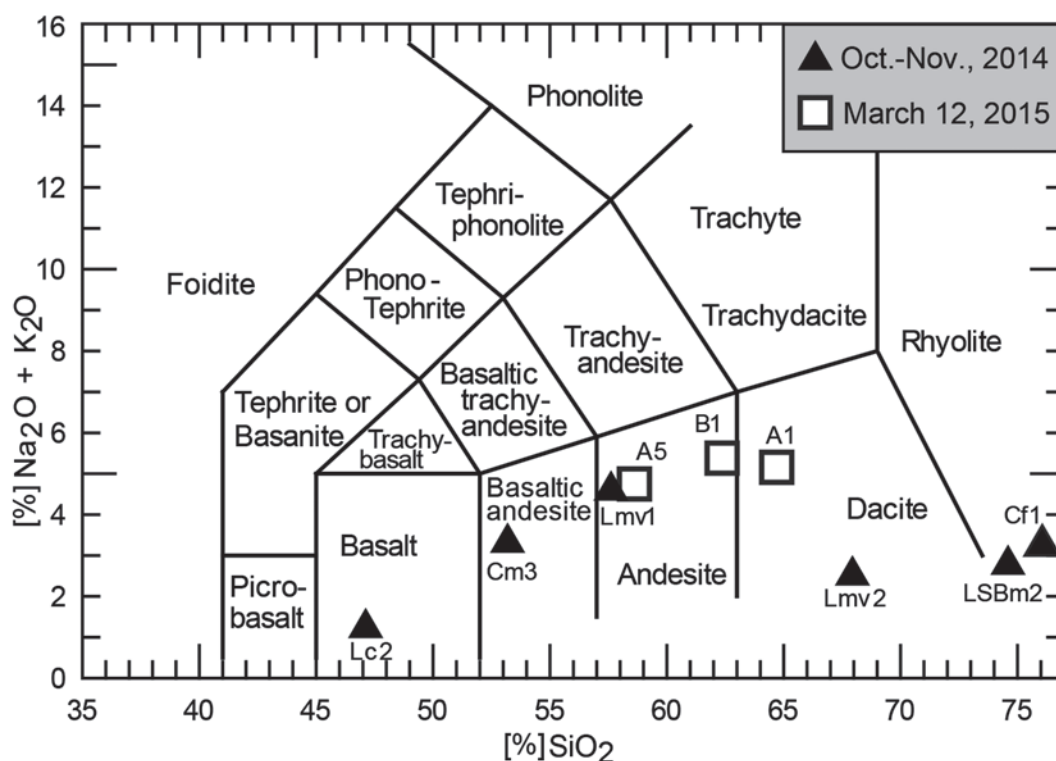 16
14
12
10
8
6
4
2
0
[%] Na2O + K2O
Oct.-Nov., 2014
March 12, 2015
Phonolite
Tephri-
phonolite
Trachyte
Foidite
Phono-
Tephrite
Trachydacite
Trachy-
andesite
Rhyolite
Basaltic
trachy-
andesite
Tephrite or
Basanite
Trachy-
basalt
B1
A1
A5
Basaltic
andesite
Lmv1
Dacite
Cf1
Basalt
Cm3
Andesite
Lmv2
LSBm2
Picro-
basalt
Lc2
35
40
45
50
55
60
65
70
75
[%]SiO2